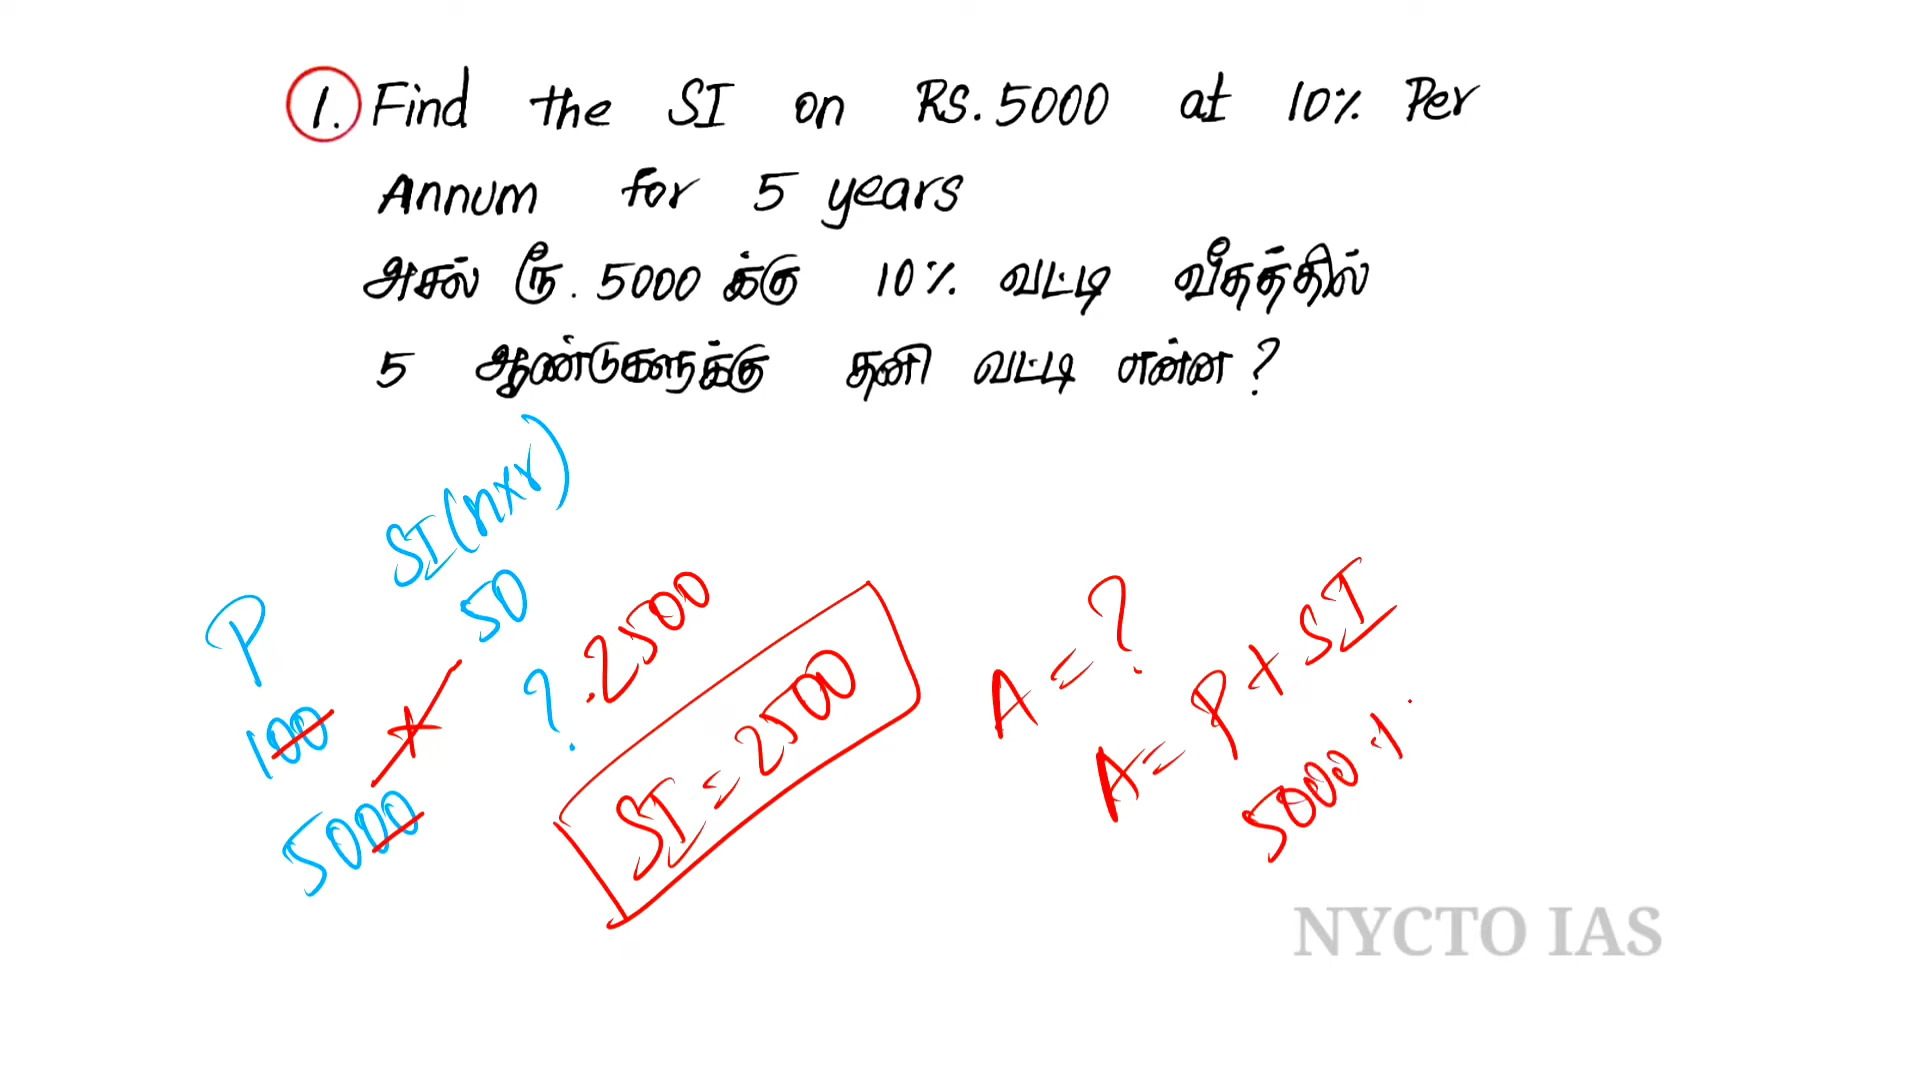 1. Find the SI on RS.5000 at 10% Per
Annum for 5 years
அசல் ரூ. 5000 க்கு 10% வட்டி வீதத்தில்
5 ஆண்டுகளுக்கு தனி வட்டி என்ன?
P SI(n×r)
100 50
5000 ? 2500
SI = 2500
A = ?
A = P + SI
5000
NYCTO IAS